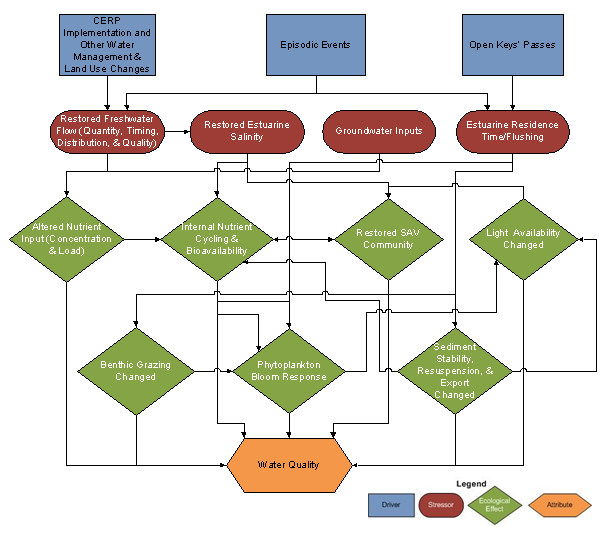 CERP
Implementation and
Other Water
Management &
Land Use Changes
Episodic Events
Open Keys' Passes
Restored Freshwater
Flow (Quantity, Timing,
Distribution, & Quality)
Restored Estuarine
Salinity
Groundwater Inputs
Estuarine Residence
Time/Flushing
Altered Nutrient
Input (Concentration
& Load)
Internal Nutrient
Cycling &
Bioavailability
Restored SAV
Community
Light Availability
Changed
Benthic Grazing
Changed
Phytoplankton
Bloom Response
Sediment
Stability,
Resuspension, &
Export
Changed
Water Quality
Legend
Driver
Stressor
Ecological
Effect
Attribute